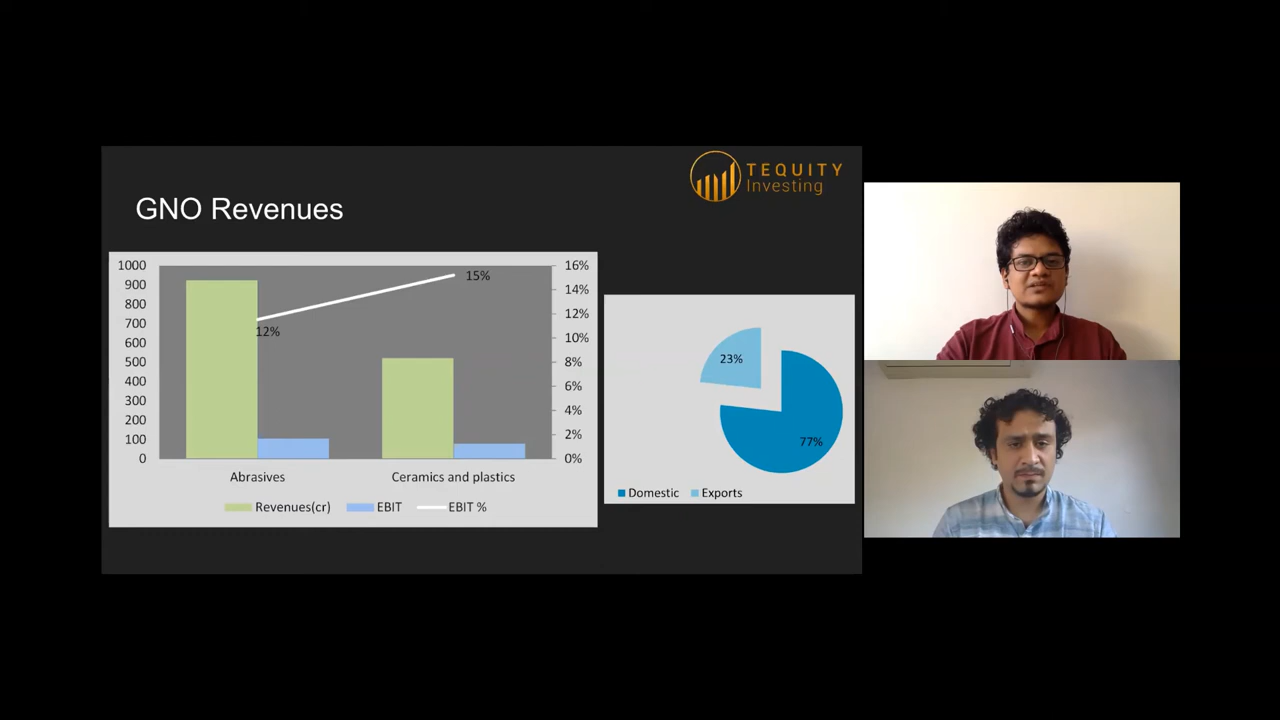 TEQUITY
Investing
GNO Revenues
1000
900
800
700
600
500
400
300
200
100
0
16%
14%
12%
10%
8%
6%
4%
2%
0%
15%
12%
Abrasives
Ceramics and plastics
Revenues(cr)
EBIT
EBIT %
23%
77%
Domestic
Exports